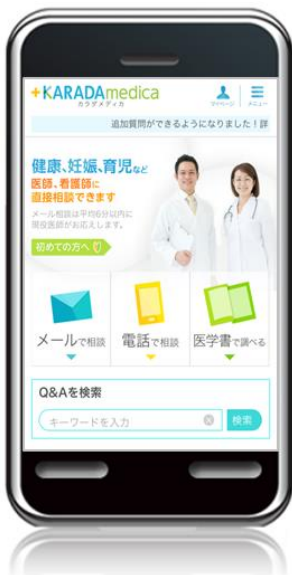 +KARADAmedica
カラダメディカ
マイページ
メニュー
追加質問ができるようになりました！詳
健康、妊娠、育児など
医師、看護師に
直接相談できます
メール相談は平均6分以内に
現役医師がお応えします。
初めての方へ
メールで相談
電話で相談
医学書で調べる
Q&Aを検索
キーワードを入力
検索